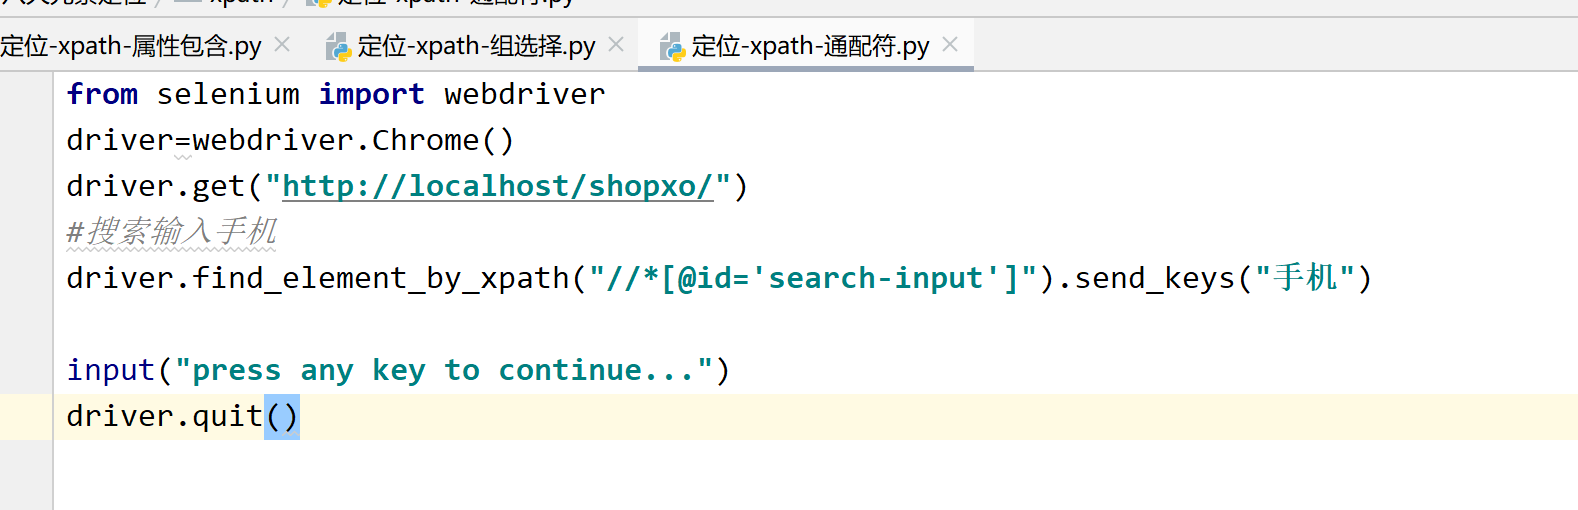 xpath
定位-xpath-通配符.py
定位-xpath-属性包含.py
定位-xpath-组选择.py
定位-xpath-通配符.py
from selenium import webdriver
driver=webdriver.Chrome()
driver.get("http://localhost/shopxo/")
#搜索输入手机
driver.find_element_by_xpath("//*[@id='search-input']").send_keys("手机")
input("press any key to continue...")
driver.quit()